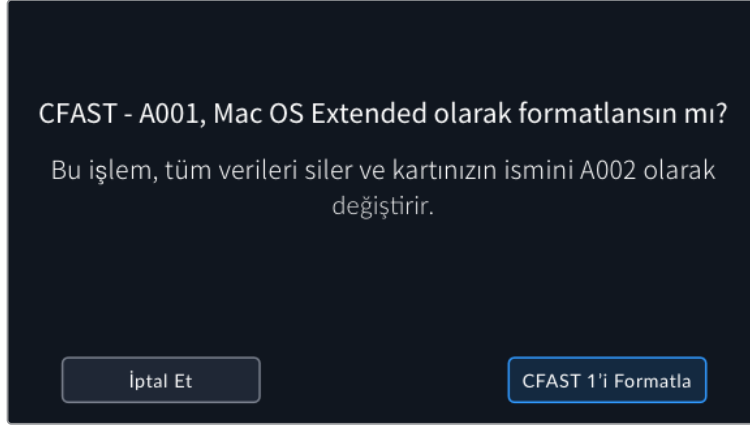 CFAST - A001, Mac OS Extended olarak formatlansın mı?
Bu işlem, tüm verileri siler ve kartınızın ismini A002 olarak
değiştirir.
İptal Et
CFAST 1'i Formatla